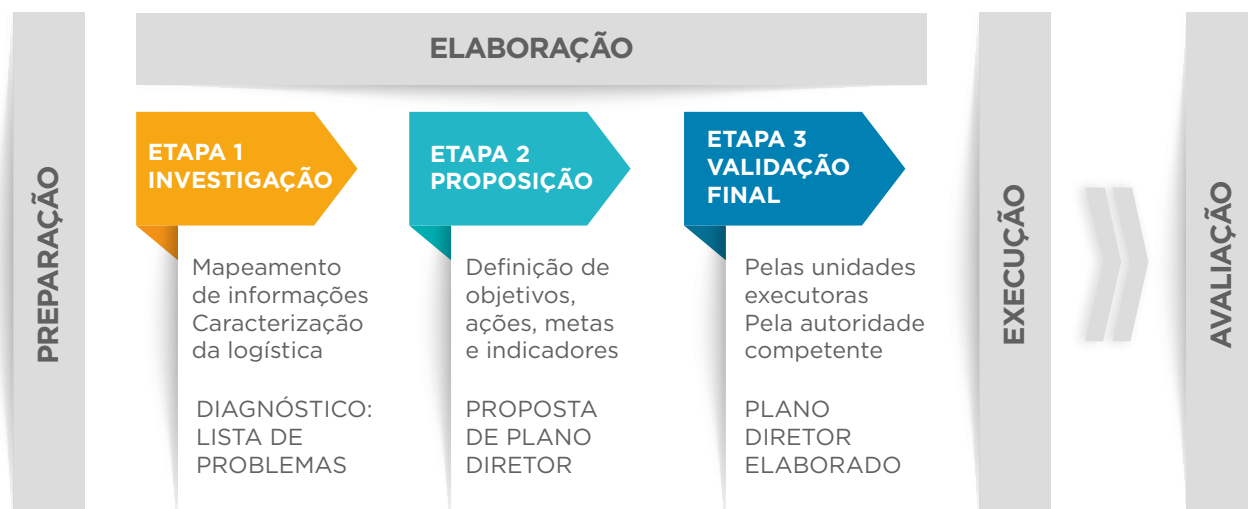 PREPARAÇÃO
ELABORAÇÃO
ETAPA 1
INVESTIGAÇÃO
Mapeamento
de informações
Caracterização
da logística
DIAGNÓSTICO:
LISTA DE
PROBLEMAS
ETAPA 2
PROPOSIÇÃO
Definição de
objetivos,
ações, metas
e indicadores
PROPOSTA
DE PLANO
DIRETOR
ETAPA 3
VALIDAÇÃO
FINAL
Pelas unidades
executoras
Pela autoridade
competente
PLANO
DIRETOR
ELABORADO
EXECUÇÃO
AVALIAÇÃO